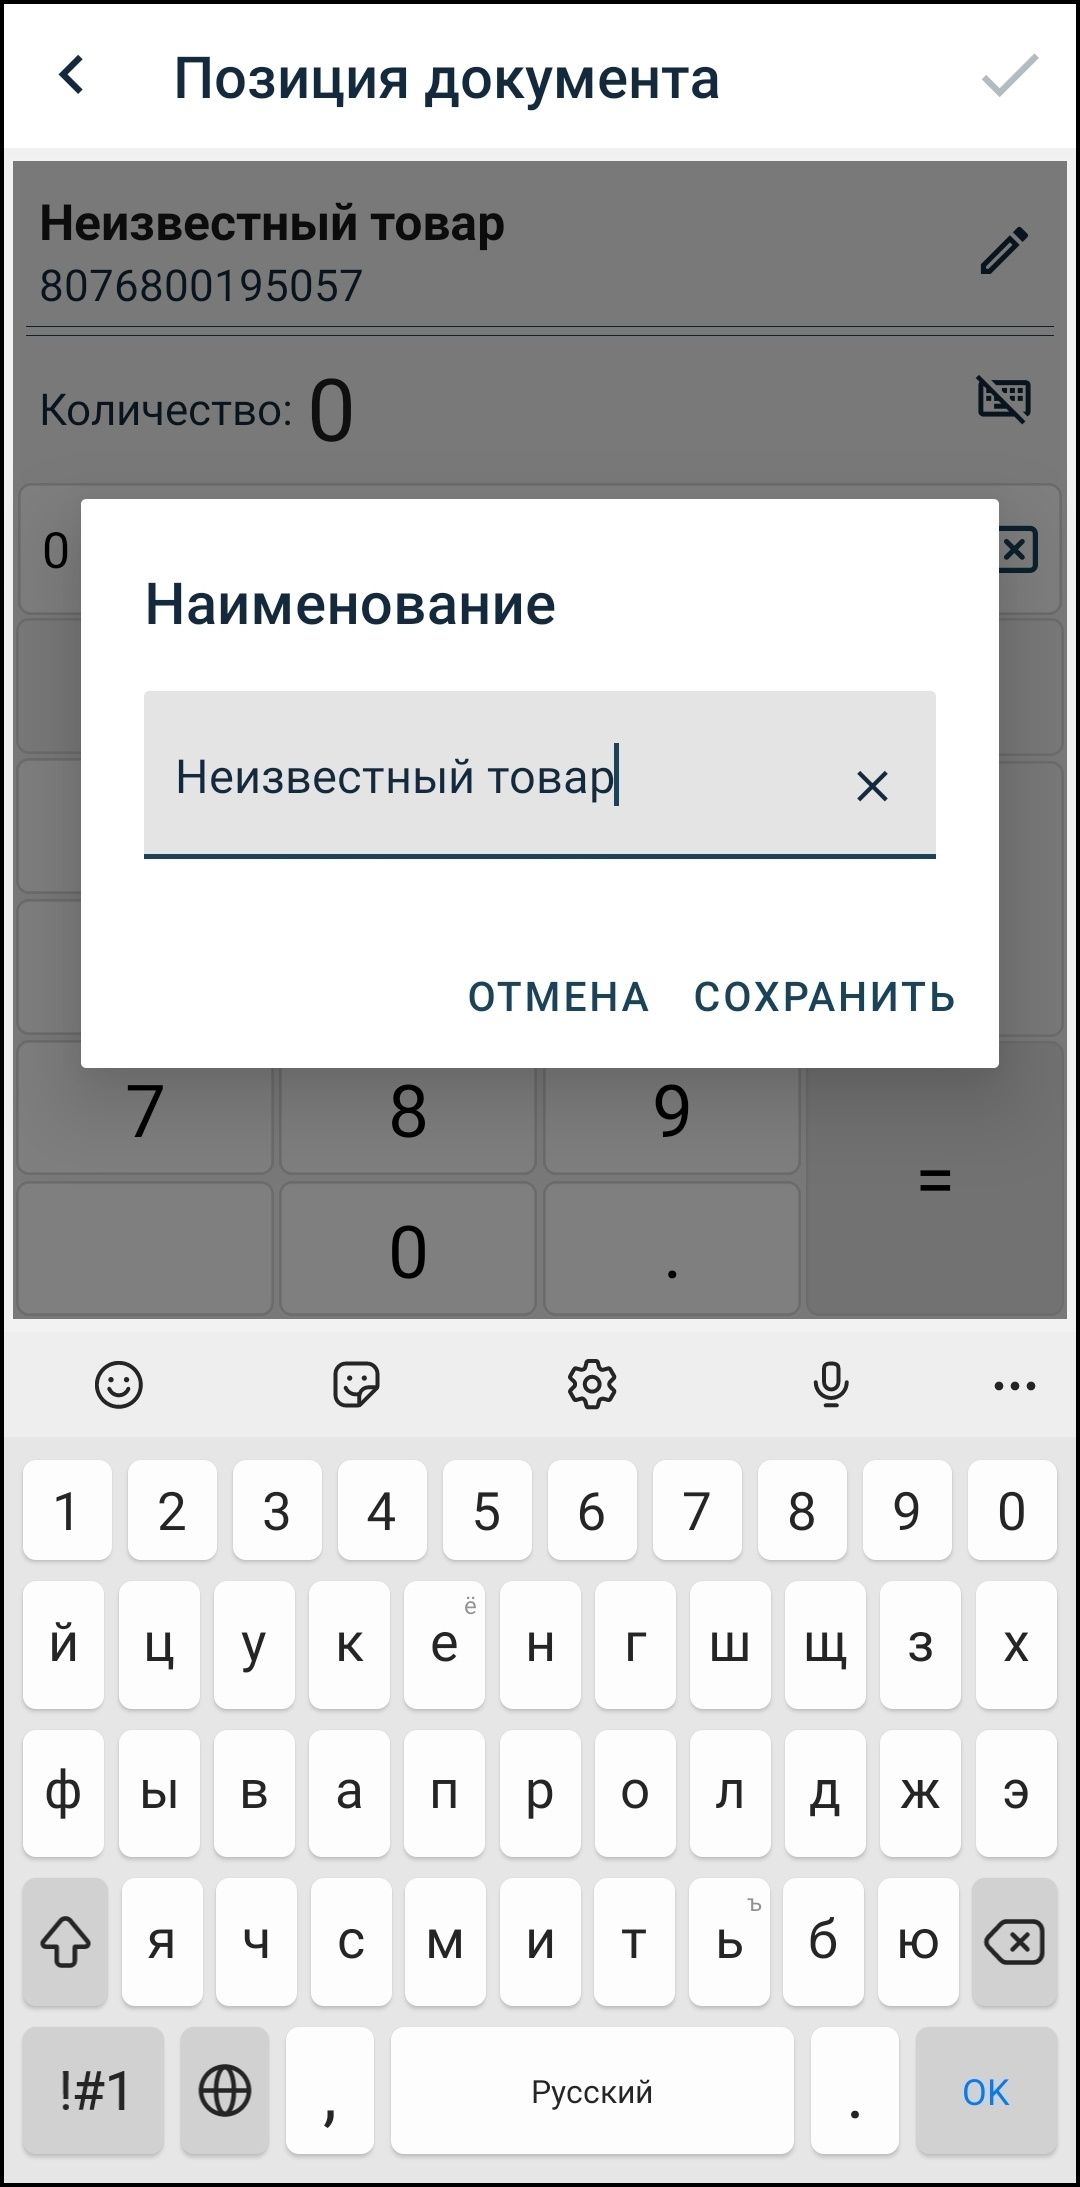 Позиция документа
Неизвестный товар
8076800195057
Количество: 0
0
Наименование
Неизвестный товар
ОТМЕНА СОХРАНИТЬ
7 8 9
=
0 .
1 2 3 4 5 6 7 8 9 0
ё
й ц у к е н г ш щ з х
ф ы в а п р о л д ж э
ъ
я ч с м и т ь б ю
!#1 , Русский . OK